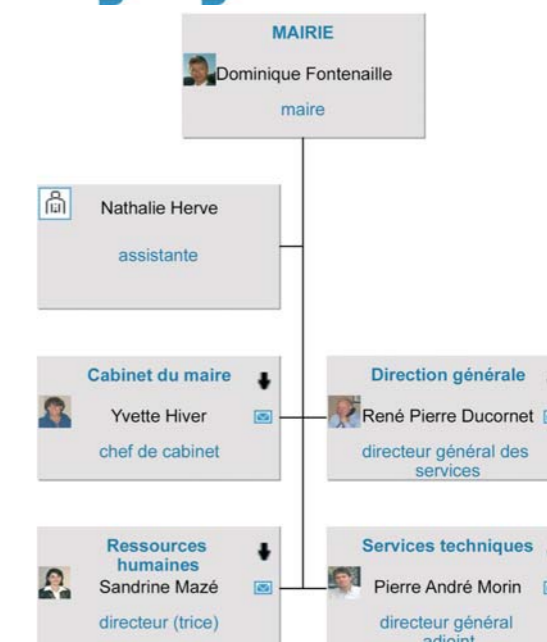 MAIRIE
Dominique Fontenaille
maire
Nathalie Herve
assistante
Cabinet du maire
Yvette Hiver
chef de cabinet
Direction générale
René Pierre Ducornet
directeur général des
services
Ressources
humaines
Sandrine Mazé
directeur (trice)
Services techniques
Pierre André Morin
directeur général
adjoint